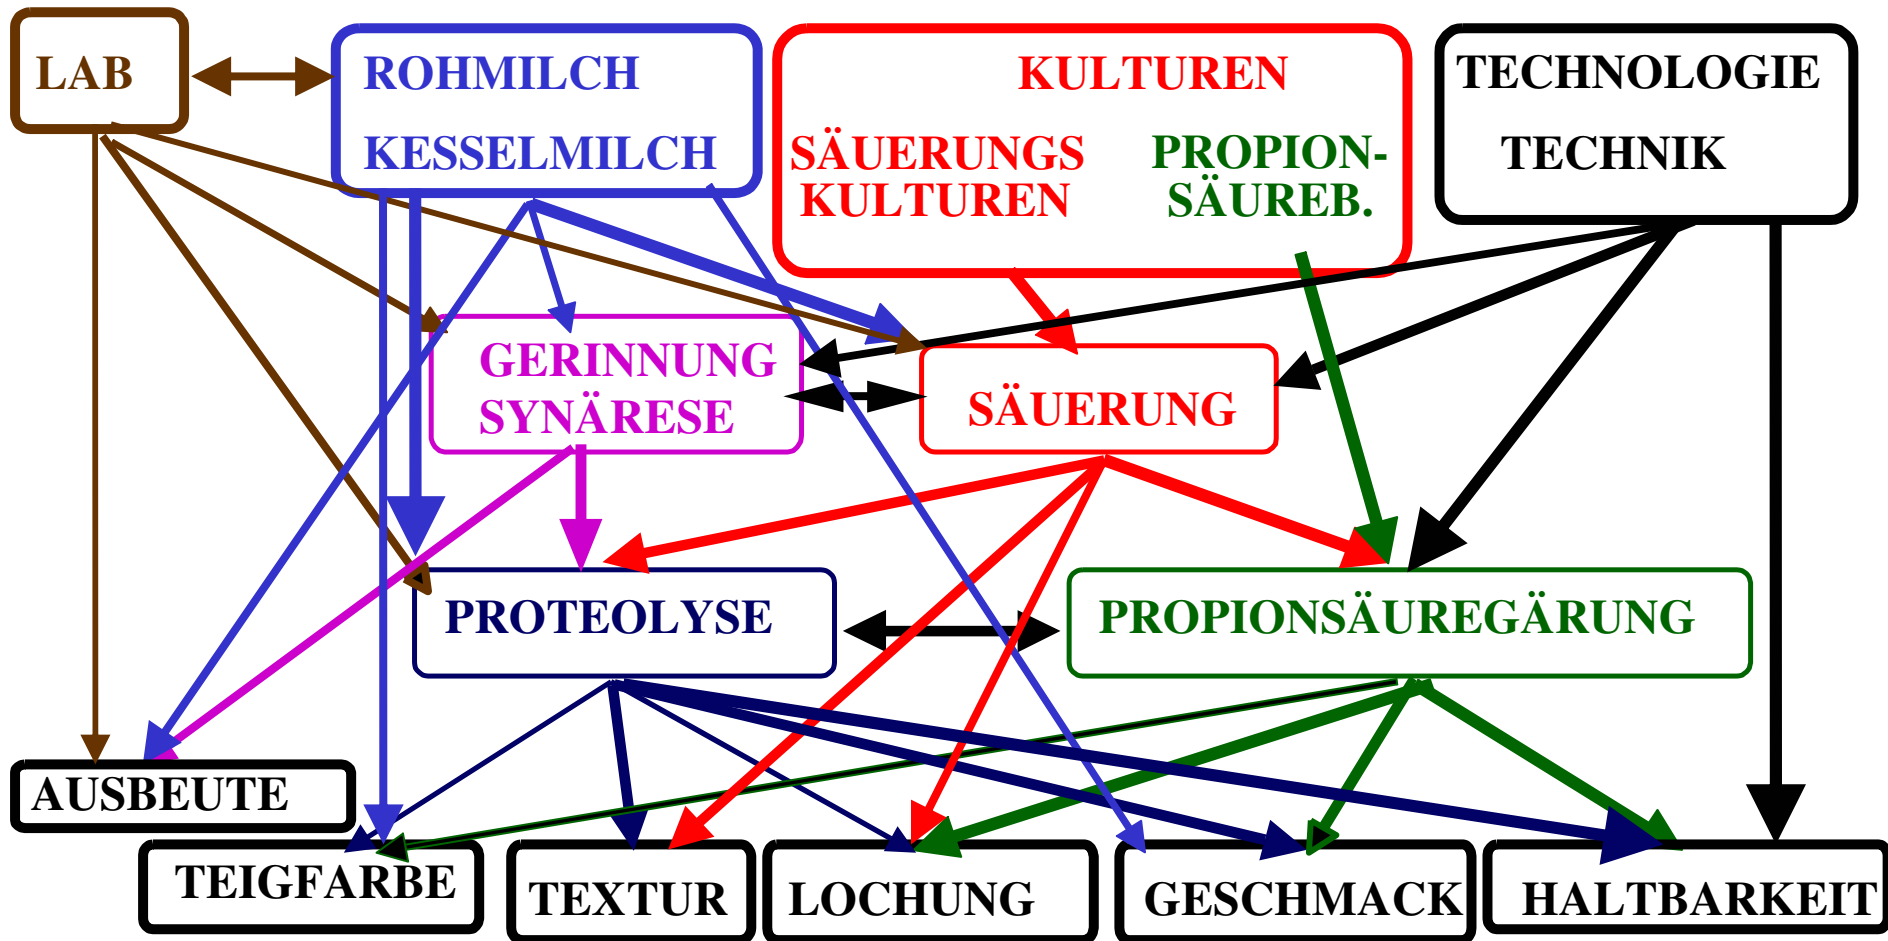 LAB
ROHMILCH
KESSELMILCH
KULTUREN
SÄUERUNGS
KULTUREN
PROPION-
SÄUREB.
TECHNOLOGIE
TECHNIK
GERINNUNG
SYNÄRESE
SÄUERUNG
PROTEOLYSE
PROPIONSÄUREGÄRUNG
AUSBEUTE
TEIGFARBE
TEXTUR
LOCHUNG
GESCHMACK
HALTBARKEIT